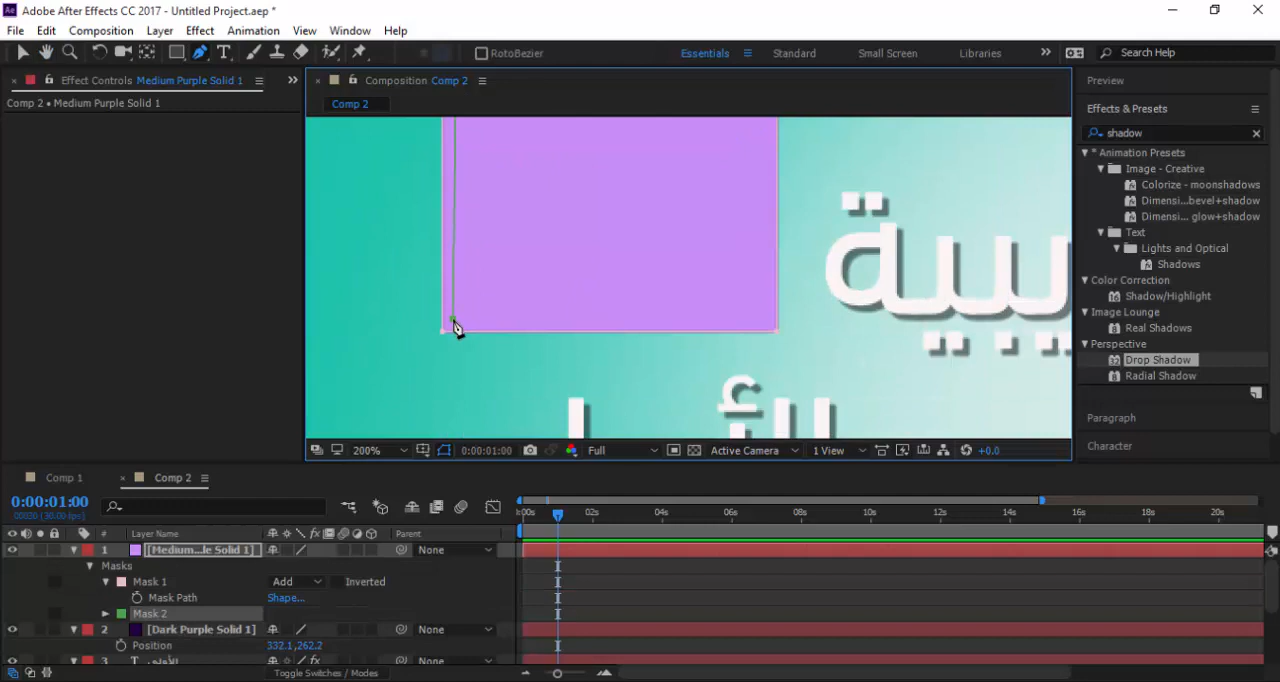 Adobe After Effects CC 2017 - Untitled Project.aep *
File Edit Composition Layer Effect Animation View Window Help
RotoBezier Essentials Standard Small Screen Libraries Search Help
Effect Controls Medium Purple Solid 1
Composition Comp 2
Preview
Comp 2 • Medium Purple Solid 1
Comp 2
Effects & Presets
shadow
* Animation Presets
Image - Creative
Colorize - moonshadows
Dimensi...bevel+shadow
Dimensi... glow+shadow
Text
Lights and Optical
Shadows
Color Correction
Shadow/Highlight
Image Lounge
Real Shadows
Perspective
Drop Shadow
Radial Shadow
Paragraph
Character
200% 0:00:01:00 Full Active Camera 1 View +0.0
Comp 1 Comp 2
0:00:01:00
00030 (30.00 fps)
# Layer Name Parent
:00s 02s 04s 06s 08s 10s 12s 14s 16s 18s 20s
1 [Medium...le Solid 1] None
Masks
Mask 1 Add Inverted
Mask Path Shape...
Mask 2
2 [Dark Purple Solid 1] None
Position 332.1,262.2
3 T None
Toggle Switches / Modes